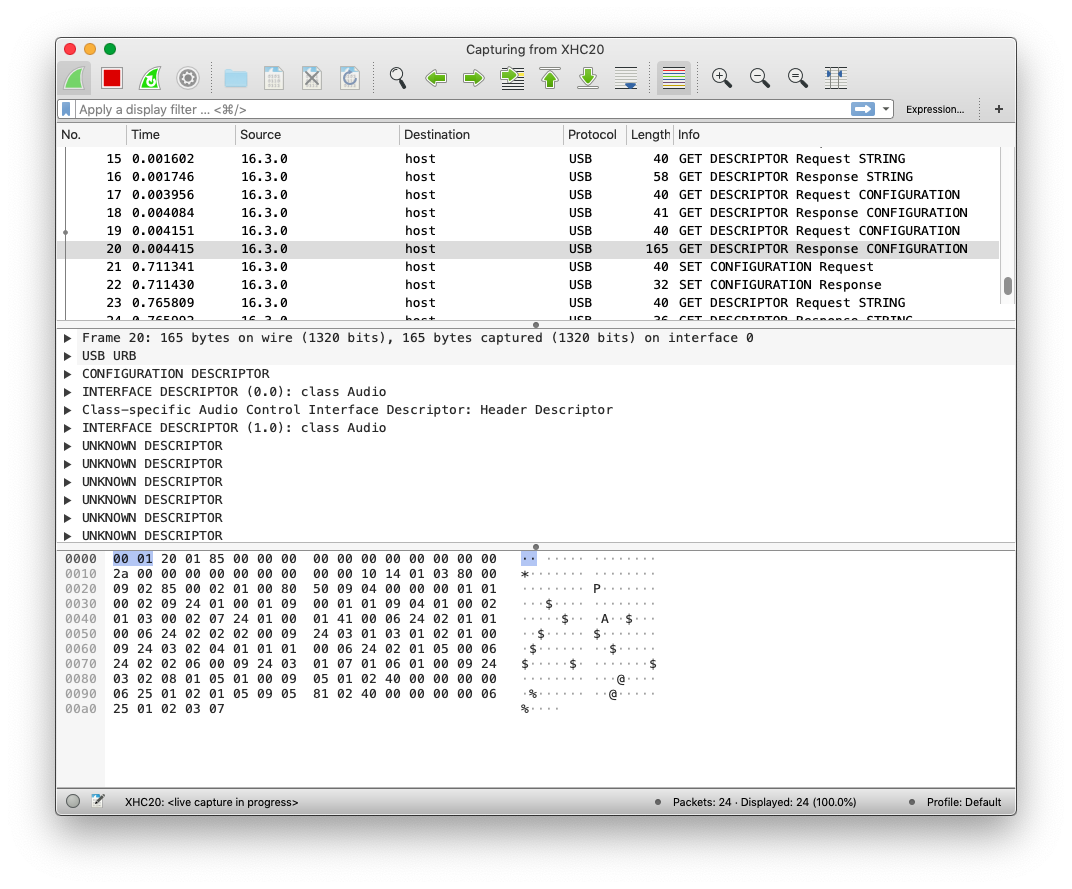 Capturing from XHC20
Apply a display filter ... <⌘/>
Expression...
+
No. Time Source Destination Protocol Length Info
15 0.001602 16.3.0 host USB 40 GET DESCRIPTOR Request STRING
16 0.001746 16.3.0 host USB 58 GET DESCRIPTOR Response STRING
17 0.003956 16.3.0 host USB 40 GET DESCRIPTOR Request CONFIGURATION
18 0.004084 16.3.0 host USB 41 GET DESCRIPTOR Response CONFIGURATION
19 0.004151 16.3.0 host USB 40 GET DESCRIPTOR Request CONFIGURATION
20 0.004415 16.3.0 host USB 165 GET DESCRIPTOR Response CONFIGURATION
21 0.711341 16.3.0 host USB 40 SET CONFIGURATION Request
22 0.711430 16.3.0 host USB 32 SET CONFIGURATION Response
23 0.765809 16.3.0 host USB 40 GET DESCRIPTOR Request STRING
24 16.3.0 host USB 36 GET DESCRIPTOR Response STRING
Frame 20: 165 bytes on wire (1320 bits), 165 bytes captured (1320 bits) on interface 0
USB URB
CONFIGURATION DESCRIPTOR
INTERFACE DESCRIPTOR (0.0): class Audio
Class-specific Audio Control Interface Descriptor: Header Descriptor
INTERFACE DESCRIPTOR (1.0): class Audio
UNKNOWN DESCRIPTOR
UNKNOWN DESCRIPTOR
UNKNOWN DESCRIPTOR
UNKNOWN DESCRIPTOR
UNKNOWN DESCRIPTOR
UNKNOWN DESCRIPTOR
0000 00 01 20 01 85 00 00 00 00 00 00 00 00 00 00 00 ·· ····· ········
0010 2a 00 00 00 00 00 00 00 00 00 10 14 01 03 80 00 *······· ········
0020 09 02 85 00 02 01 00 80 50 09 04 00 00 00 01 01 ········ P·······
0030 00 02 09 24 01 00 01 09 00 01 01 09 04 01 00 02 ···$···· ········
0040 01 03 00 02 07 24 01 00 01 41 00 06 24 02 01 01 ·····$·· ·A··$···
0050 00 06 24 02 02 02 00 09 24 03 01 03 01 02 01 00 ··$····· $·······
0060 09 24 03 02 04 01 01 01 00 06 24 02 01 05 00 06 ·$······ ··$·····
0070 24 02 02 06 00 09 24 03 01 07 01 06 01 00 09 24 $·····$· ·······$
0080 03 02 08 01 05 01 00 09 05 01 02 40 00 00 00 00 ········ ···@····
0090 06 25 01 02 01 05 09 05 81 02 40 00 00 00 00 06 ·%······ ··@·····
00a0 25 01 02 03 07 %····
XHC20: <live capture in progress>
Packets: 24 · Displayed: 24 (100.0%)
Profile: Default